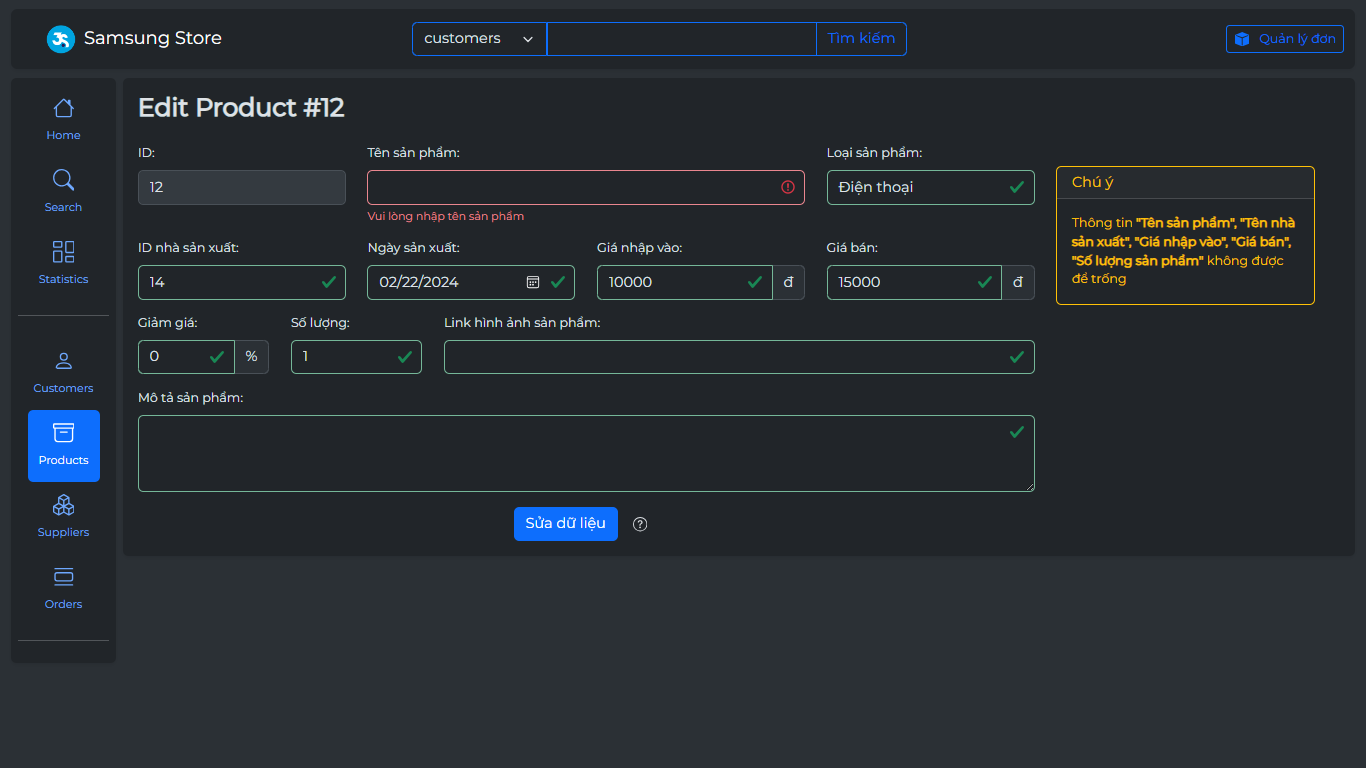 Samsung Store
customers
Tìm kiếm
Quản lý đơn
Home
Search
Statistics
Customers
Products
Suppliers
Orders
Edit Product #12
ID:
12
Tên sản phẩm:
Vui lòng nhập tên sản phẩm
Loại sản phẩm:
Điện thoại
ID nhà sản xuất:
14
Ngày sản xuất:
02/22/2024
Giá nhập vào:
10000 đ
Giá bán:
15000 đ
Giảm giá:
0 %
Số lượng:
1
Link hình ảnh sản phẩm:
Mô tả sản phẩm:
Sửa dữ liệu
Chú ý
Thông tin "Tên sản phẩm", "Tên nhà
sản xuất", "Giá nhập vào", "Giá bán",
"Số lượng sản phẩm" không được
để trống